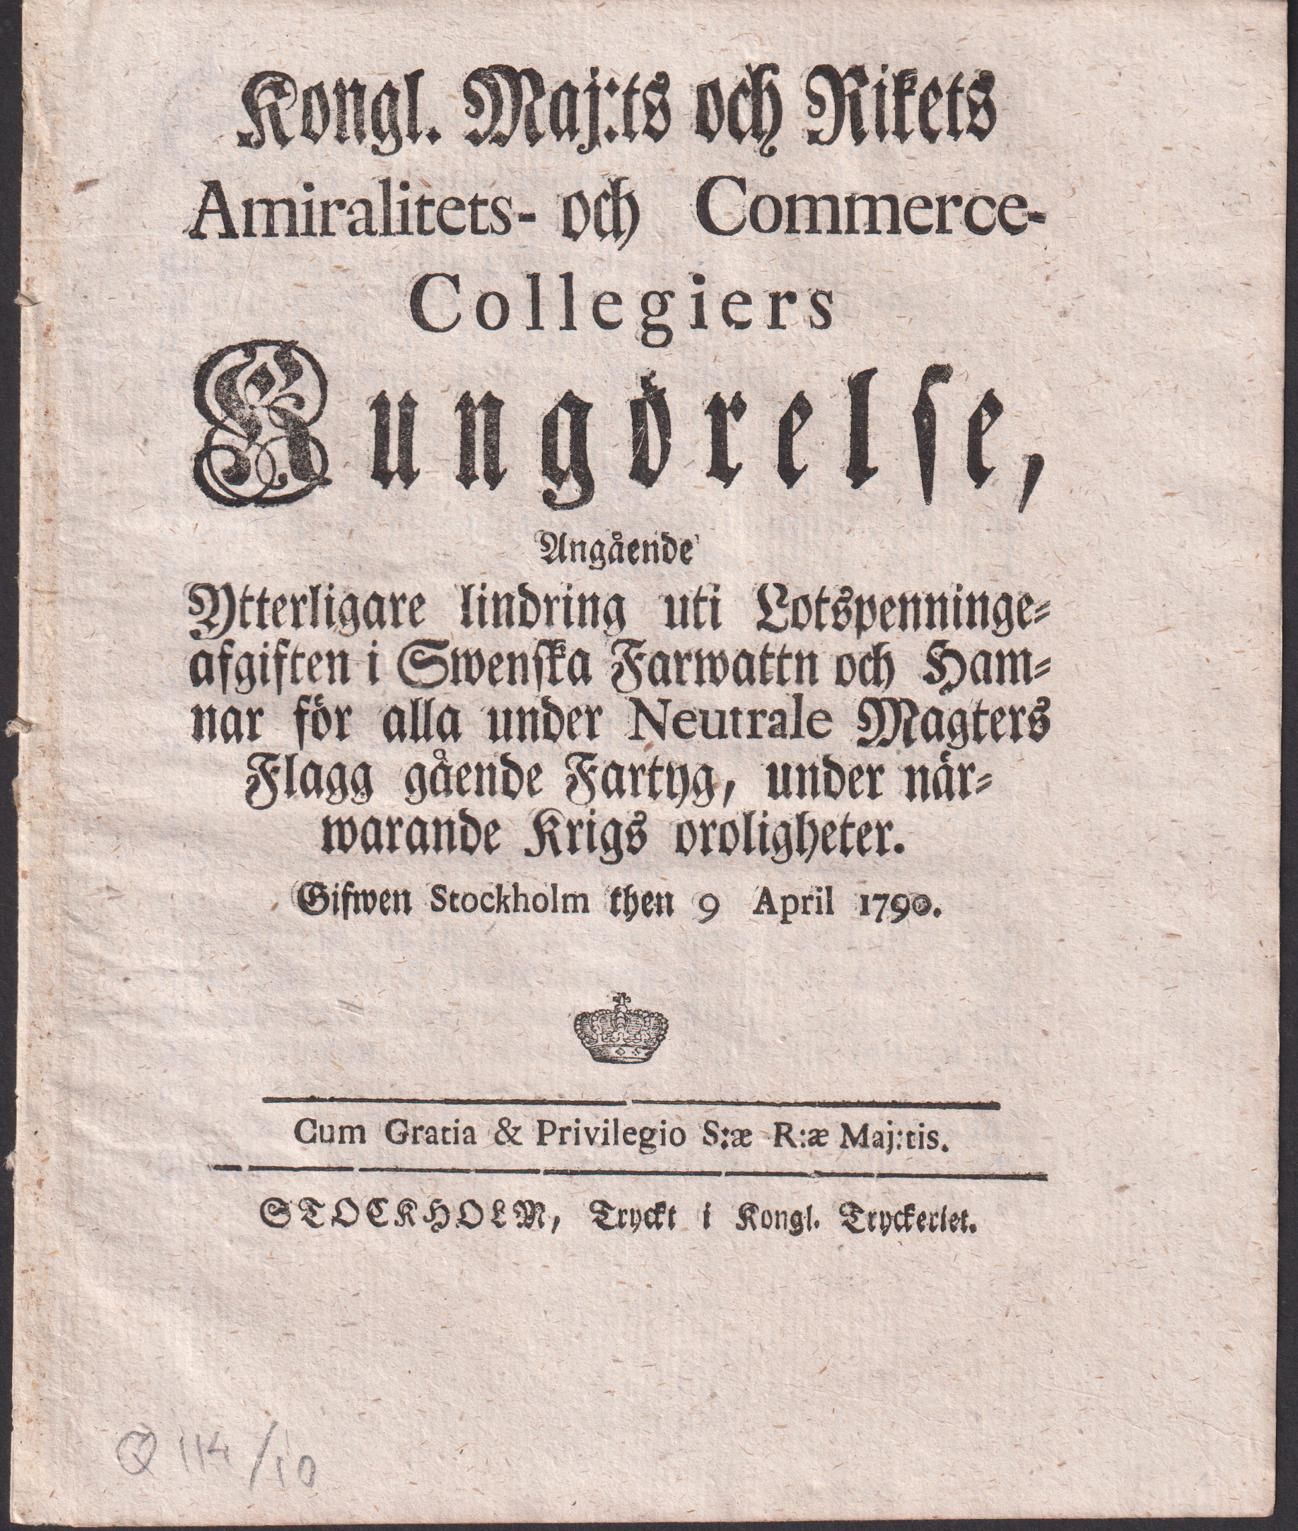 Kongl. Maj:ts och Rikets
Amiralitets- och Commerce-
Collegiers
Kungörelse,
Angående
Ytterligare lindring uti Lotspenninge-
afgiften i Swenska Farwattn och Ham-
nar för alla under Neutrale Magters
Flagg gående Fartyg, under när-
warande Krigs oroligheter.
Gifwen Stockholm then 9 April 1790.
Cum Gratia & Privilegio S:æ R:æ Maj:tis.
STOCKHOLM, Tryckt i Kongl. Tryckeriet.
Q 114/10